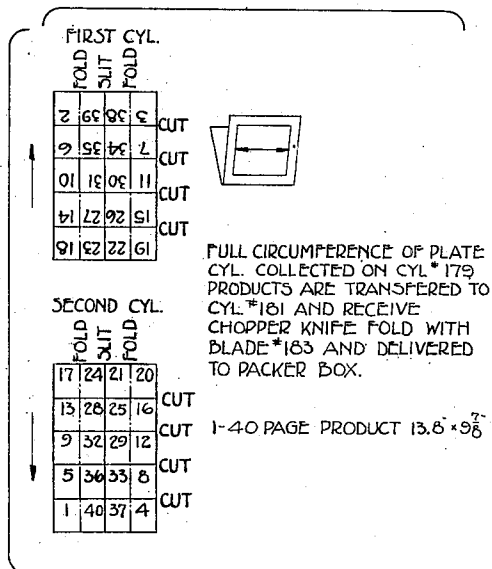 FIRST CYL.
FOLD SLIT FOLD
2 39 38 3
CUT
6 35 34 7
CUT
10 31 30 11
CUT
14 27 26 15
CUT
18 23 22 19
FULL CIRCUMFERENCE OF PLATE
CYL. COLLECTED ON CYL #179
PRODUCTS ARE TRANSFERED TO
CYL. #181 AND RECEIVE
CHOPPER KNIFE FOLD WITH
BLADE #183 AND DELIVERED
TO PACKER BOX.
1-40 PAGE PRODUCT 13.8" × 9 7/8"
SECOND CYL.
FOLD SLIT FOLD
17 24 21 20
CUT
13 28 25 16
CUT
9 32 29 12
CUT
5 36 33 8
CUT
1 40 37 4